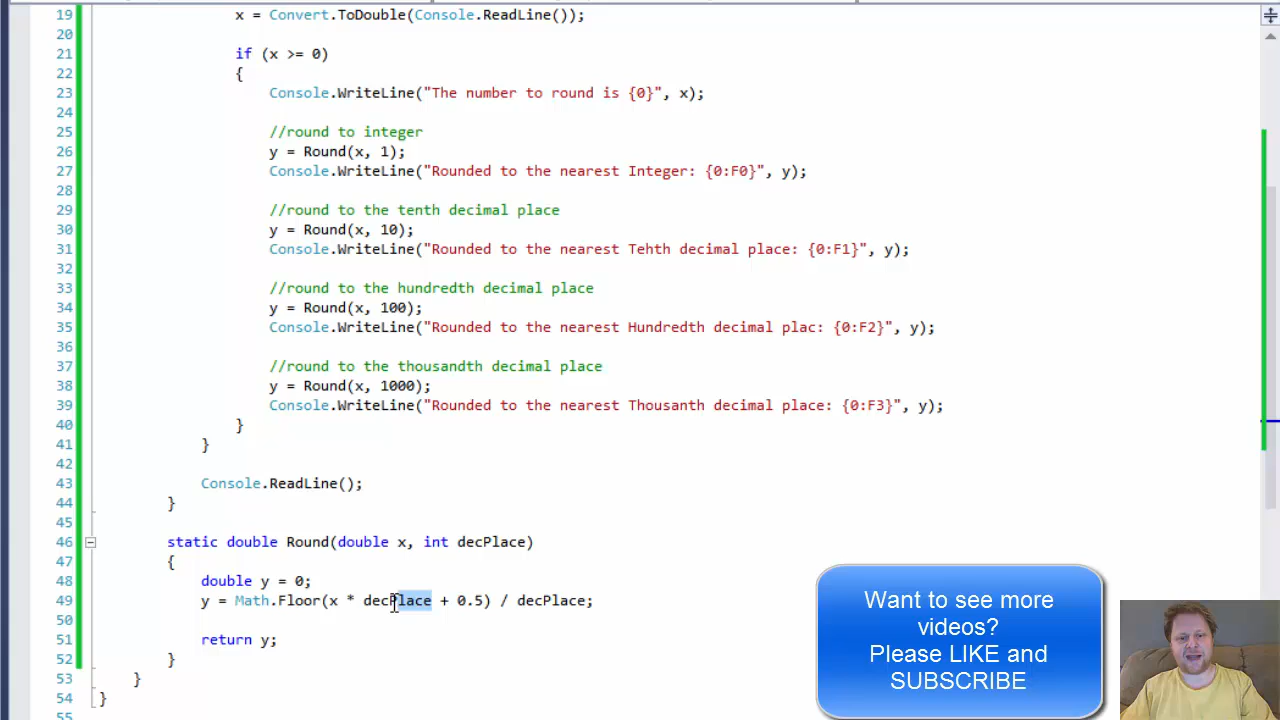 19 x = Convert.ToDouble(Console.ReadLine());
20
21 if (x >= 0)
22 {
23 Console.WriteLine("The number to round is {0}", x);
24
25 //round to integer
26 y = Round(x, 1);
27 Console.WriteLine("Rounded to the nearest Integer: {0:F0}", y);
28
29 //round to the tenth decimal place
30 y = Round(x, 10);
31 Console.WriteLine("Rounded to the nearest Tehth decimal place: {0:F1}", y);
32
33 //round to the hundredth decimal place
34 y = Round(x, 100);
35 Console.WriteLine("Rounded to the nearest Hundredth decimal plac: {0:F2}", y);
36
37 //round to the thousandth decimal place
38 y = Round(x, 1000);
39 Console.WriteLine("Rounded to the nearest Thousanth decimal place: {0:F3}", y);
40 }
41 }
42
43 Console.ReadLine();
44 }
45
46 static double Round(double x, int decPlace)
47 {
48 double y = 0;
49 y = Math.Floor(x * decPlace + 0.5) / decPlace;
50
51 return y;
52 }
53 }
54 }
55
Want to see more
videos?
Please LIKE and
SUBSCRIBE